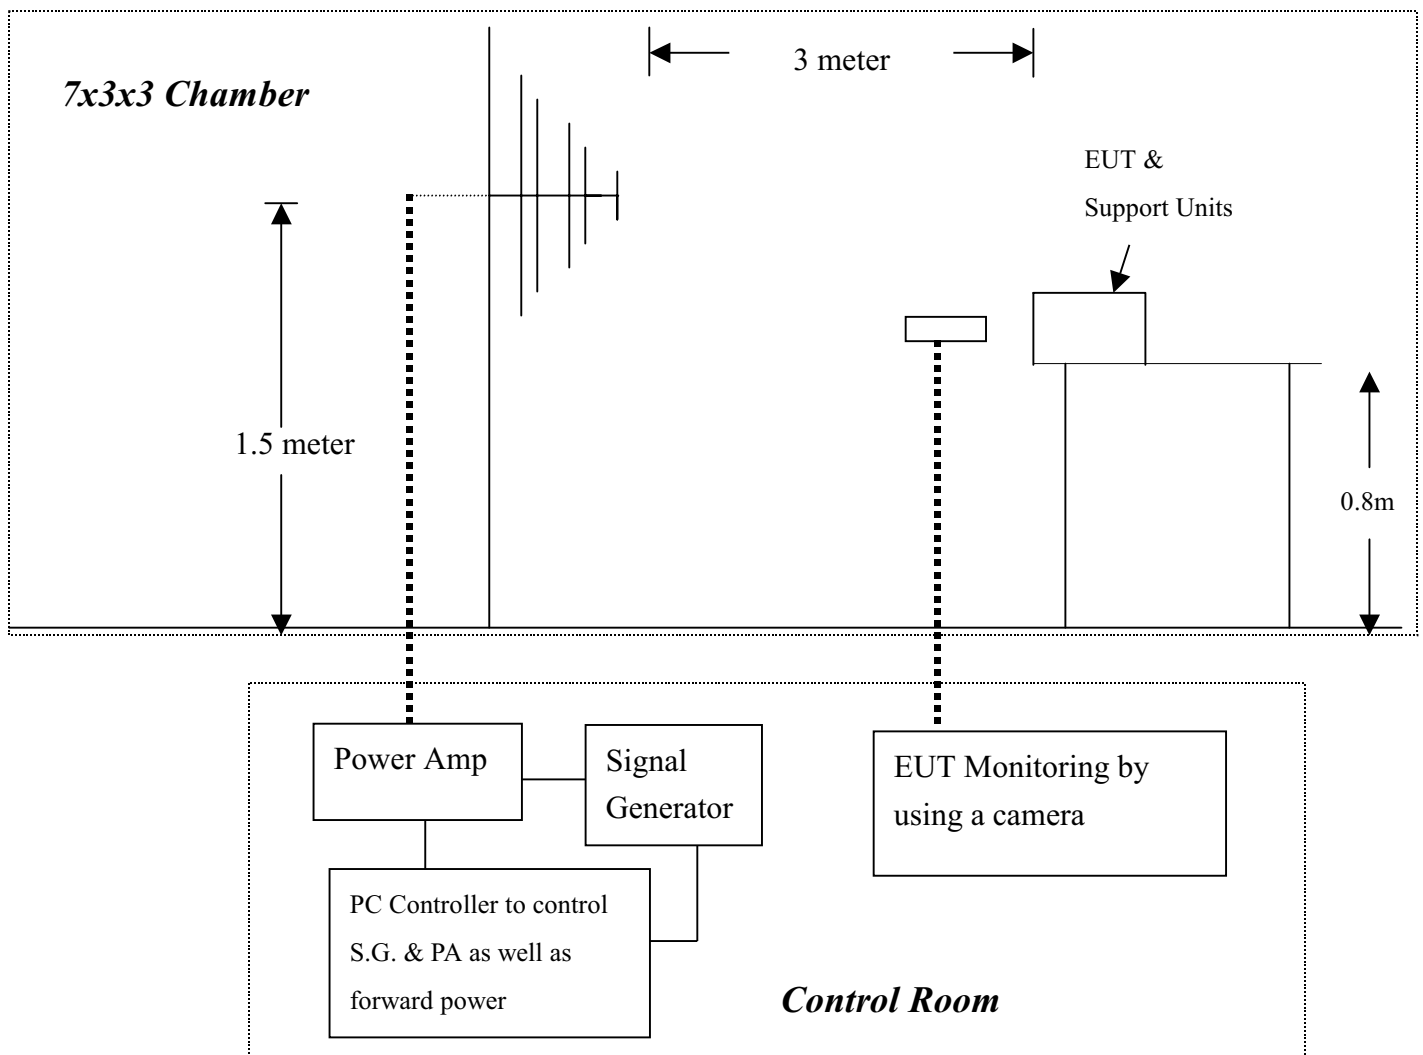 3 meter
7x3x3 Chamber
EUT &
Support Units
1.5 meter
0.8m
Power Amp
Signal
Generator
EUT Monitoring by
using a camera
PC Controller to control
S.G. & PA as well as
forward power
Control Room